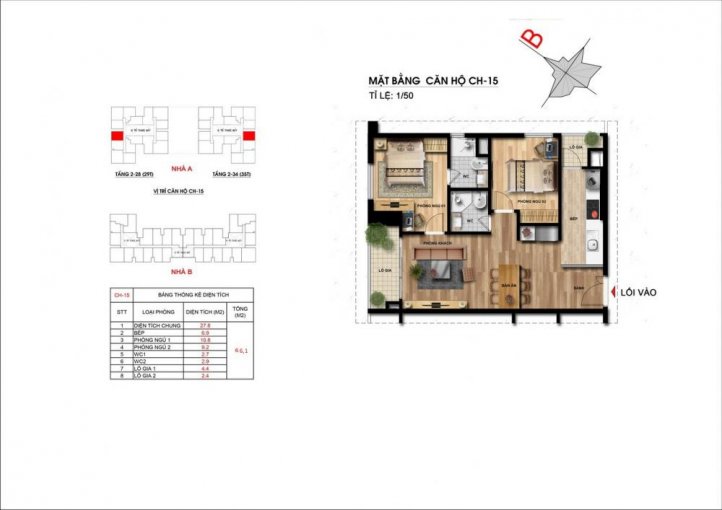 B
MẶT BẰNG CĂN HỘ CH-15
TỈ LỆ: 1/50
NHÀ A
TẦNG 2-28 (29T)
TẦNG 2-34 (35T)
VỊ TRÍ CĂN HỘ CH-15
NHÀ B
CH-15 BẢNG THỐNG KÊ DIỆN TÍCH TỔNG (M2)
STT LOẠI PHÒNG DIỆN TÍCH (M2)
1 DIỆN TÍCH CHUNG 27.8
2 BẾP 6.9
3 PHÒNG NGỦ 1 10.8
4 PHÒNG NGỦ 2 9.2
5 WC1 2.7
6 WC2 2.9
7 LÔ GIA 1 4.4
8 LÔ GIA 2 2.4
66,1
LÔ GIA
WC
PHÒNG NGỦ 01
PHÒNG NGỦ 02
WC
BẾP
PHÒNG KHÁCH
LÔ GIA
BÀN ĂN
SẢNH
LỐI VÀO